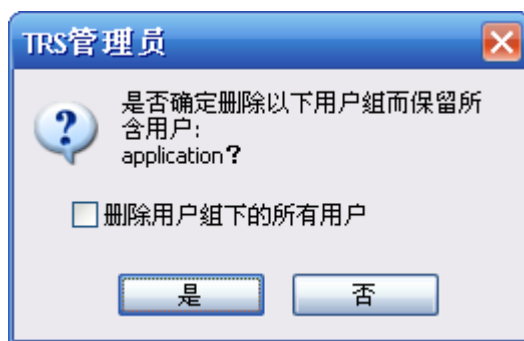 TRS管理员
是否确定删除以下用户组而保留所
含用户:
application?
删除用户组下的所有用户
是
否